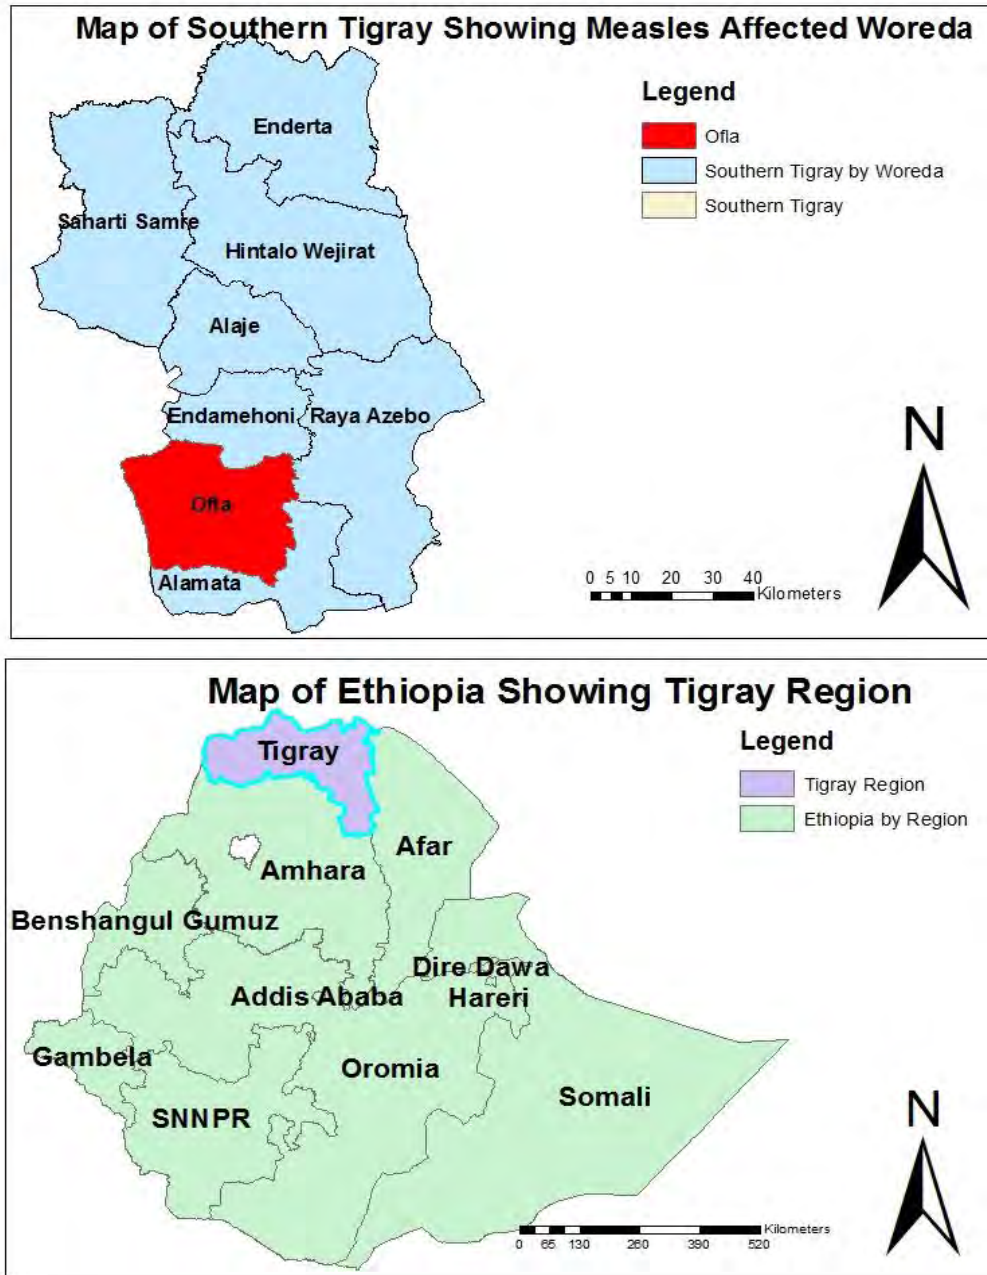 Map of Southern Tigray Showing Measles Affected Woreda
Legend
Ofla
Southern Tigray by Woreda
Southern Tigray
Enderta
Saharti Samre
Hintalo Wejirat
Alaje
Endamehoni
Raya Azebo
Ofla
Alamata
N
0 5 10 20 30 40
Kilometers
Map of Ethiopia Showing Tigray Region
Legend
Tigray Region
Ethiopia by Region
Tigray
Afar
Amhara
Benshangul Gumuz
Dire Dawa
Addis Ababa
Hareri
Gambela
Oromia
Somali
SNNPR
N
Kilometers
0 65 130 260 390 520